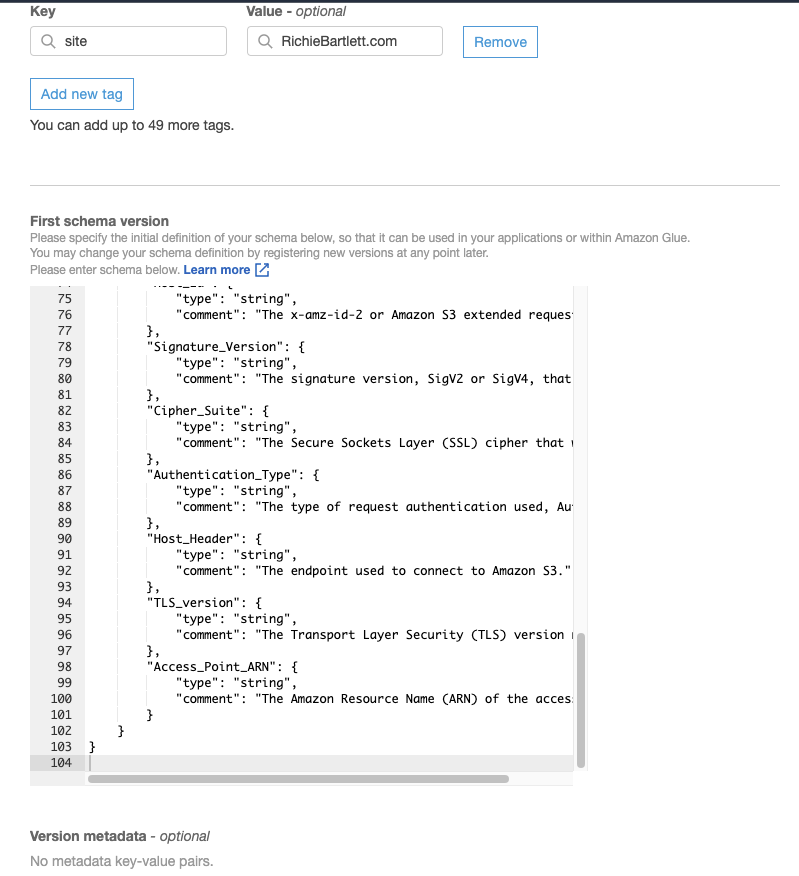 Key Value - optional
site RichieBartlett.com Remove
Add new tag
You can add up to 49 more tags.
First schema version
Please specify the initial definition of your schema below, so that it can be used in your applications or within Amazon Glue.
You may change your schema definition by registering new versions at any point later.
Please enter schema below. Learn more
75 "type": "string",
76 "comment": "The x-amz-id-2 or Amazon S3 extended reques
77 },
78 "Signature_Version": {
79 "type": "string",
80 "comment": "The signature version, SigV2 or SigV4, that
81 },
82 "Cipher_Suite": {
83 "type": "string",
84 "comment": "The Secure Sockets Layer (SSL) cipher that
85 },
86 "Authentication_Type": {
87 "type": "string",
88 "comment": "The type of request authentication used, Au
89 },
90 "Host_Header": {
91 "type": "string",
92 "comment": "The endpoint used to connect to Amazon S3."
93 },
94 "TLS_version": {
95 "type": "string",
96 "comment": "The Transport Layer Security (TLS) version
97 },
98 "Access_Point_ARN": {
99 "type": "string",
100 "comment": "The Amazon Resource Name (ARN) of the acces
101 }
102 }
103 }
104
Version metadata - optional
No metadata key-value pairs.